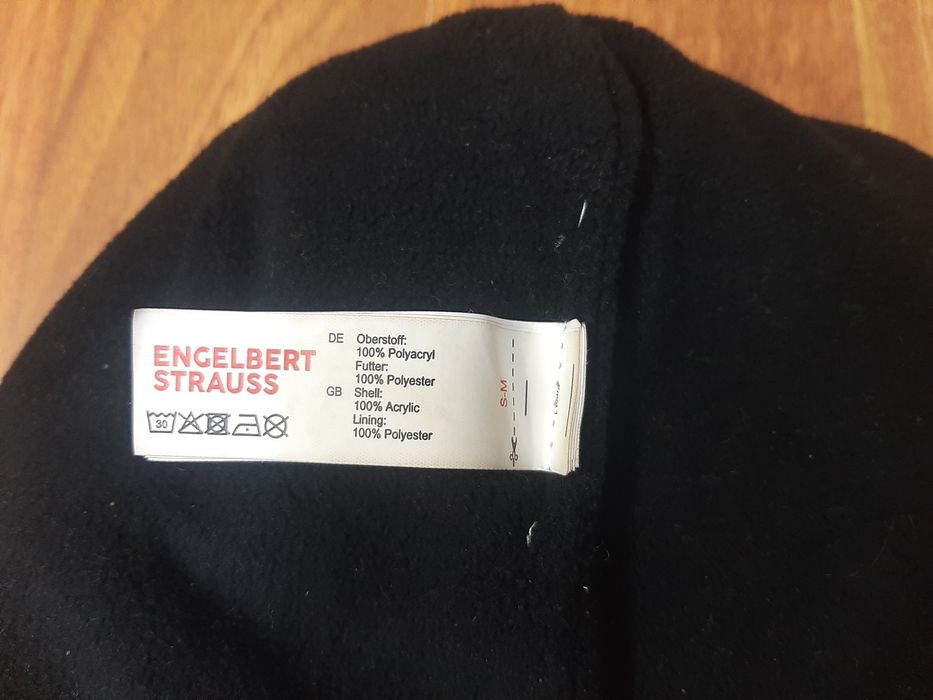 ENGELBERT
STRAUSS
30
DE Oberstoff:
100% Polyacryl
Futter:
100% Polyester
GB Shell:
100% Acrylic
Lining:
100% Polyester
S-M